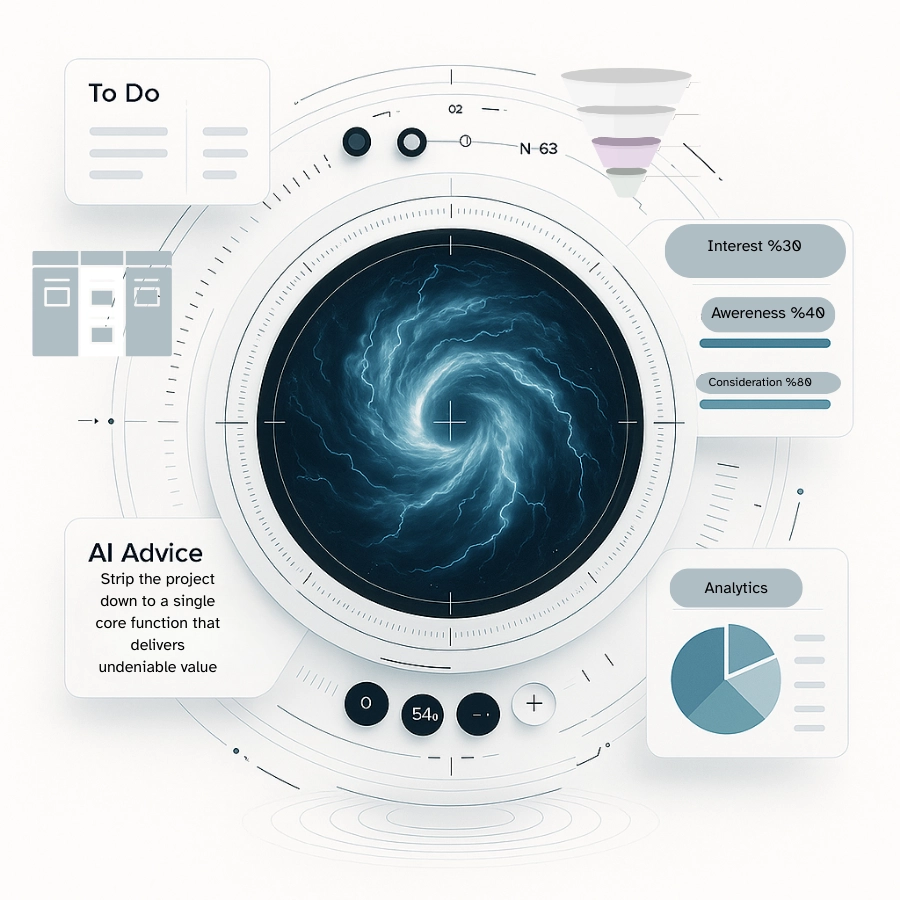 To Do
02
N 63
Interest %30
Awereness %40
Consideration %80
AI Advice
Strip the project
down to a single
core function that
delivers
undeniable value
Analytics
0
540